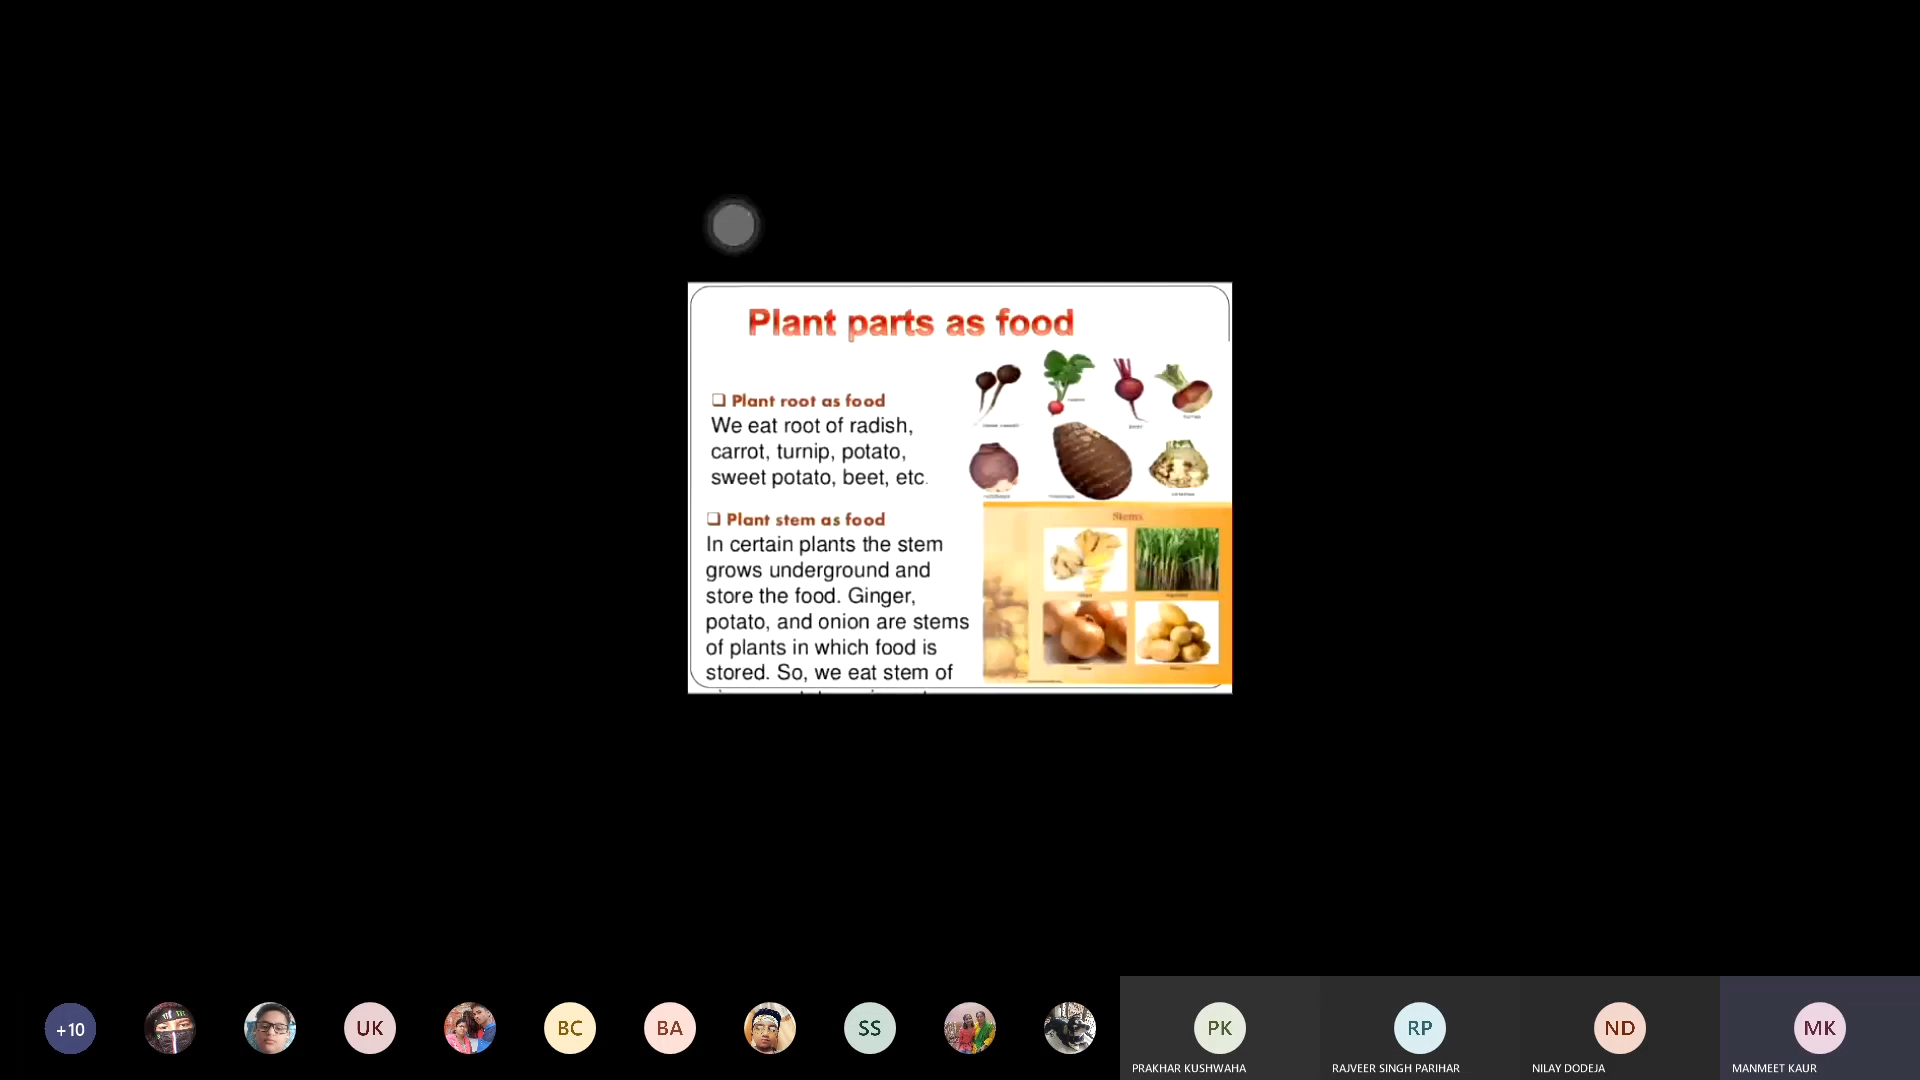 Plant parts as food
❑ Plant root as food
We eat root of radish,
carrot, turnip, potato,
sweet potato, beet, etc.
❑ Plant stem as food
In certain plants the stem
grows underground and
store the food. Ginger,
potato, and onion are stems
of plants in which food is
stored. So, we eat stem of
Stems
+10
UK
BC
BA
SS
PK
RP
ND
MK
PRAKHAR KUSHWAHA
RAJVEER SINGH PARIHAR
NILAY DODEJA
MANMEET KAUR